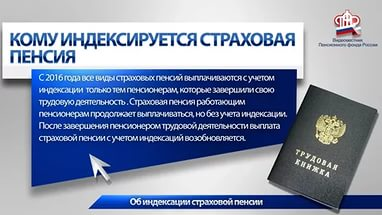 Видеожурнал
Пенсионного фонда России
КОМУ ИНДЕКСИРУЕТСЯ СТРАХОВАЯ
ПЕНСИЯ
С 2016 года все виды страховых пенсий выплачиваются с учетом
индексации только тем пенсионерам, которые завершили свою
трудовую деятельность . Страховая пенсия работающим
пенсионерам продолжает выплачиваться, но без учета индексации.
После завершения пенсионером трудовой деятельности выплата
страховой пенсии с учетом индексаций возобновляется.
ТРУДОВАЯ
КНИЖКА
Об индексации страховой пенсии